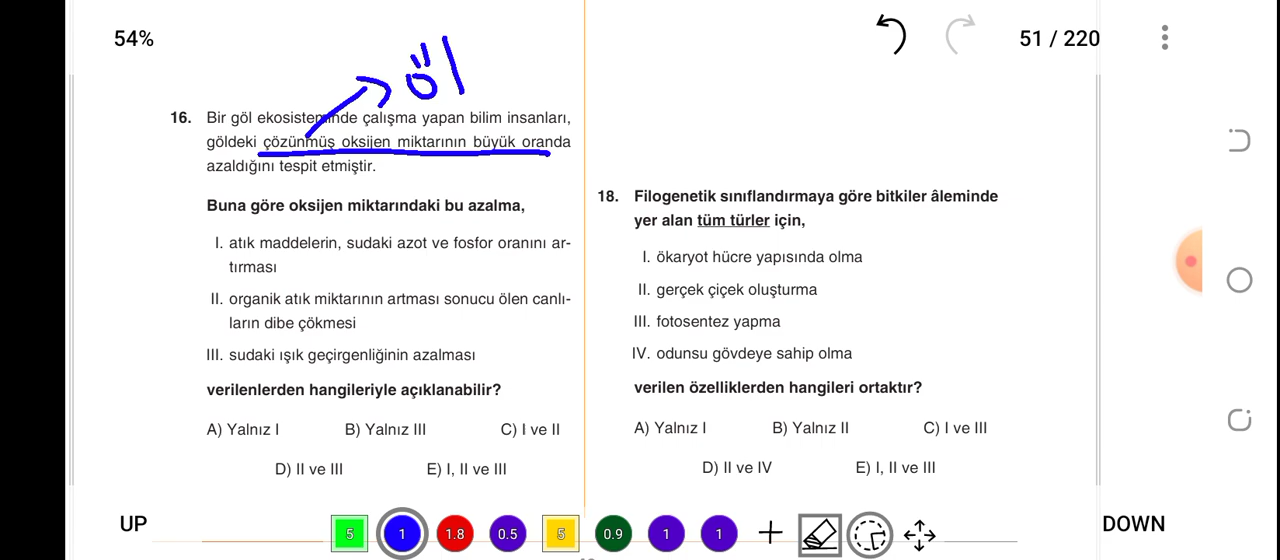 54%
51 / 220
öl
16. Bir göl ekosisteminde çalışma yapan bilim insanları,
göldeki çözünmüş oksijen miktarının büyük oranda
azaldığını tespit etmiştir.
Buna göre oksijen miktarındaki bu azalma,
I. atık maddelerin, sudaki azot ve fosfor oranını ar-
tırması
II. organik atık miktarının artması sonucu ölen canlı-
ların dibe çökmesi
III. sudaki ışık geçirgenliğinin azalması
verilenlerden hangileriyle açıklanabilir?
A) Yalnız I B) Yalnız III C) I ve II
D) II ve III E) I, II ve III
18. Filogenetik sınıflandırmaya göre bitkiler âleminde
yer alan tüm türler için,
I. ökaryot hücre yapısında olma
II. gerçek çiçek oluşturma
III. fotosentez yapma
IV. odunsu gövdeye sahip olma
verilen özelliklerden hangileri ortaktır?
A) Yalnız I B) Yalnız II C) I ve III
D) II ve IV E) I, II ve III
UP
5 1 1.8 0.5 5 0.9 1 1
DOWN